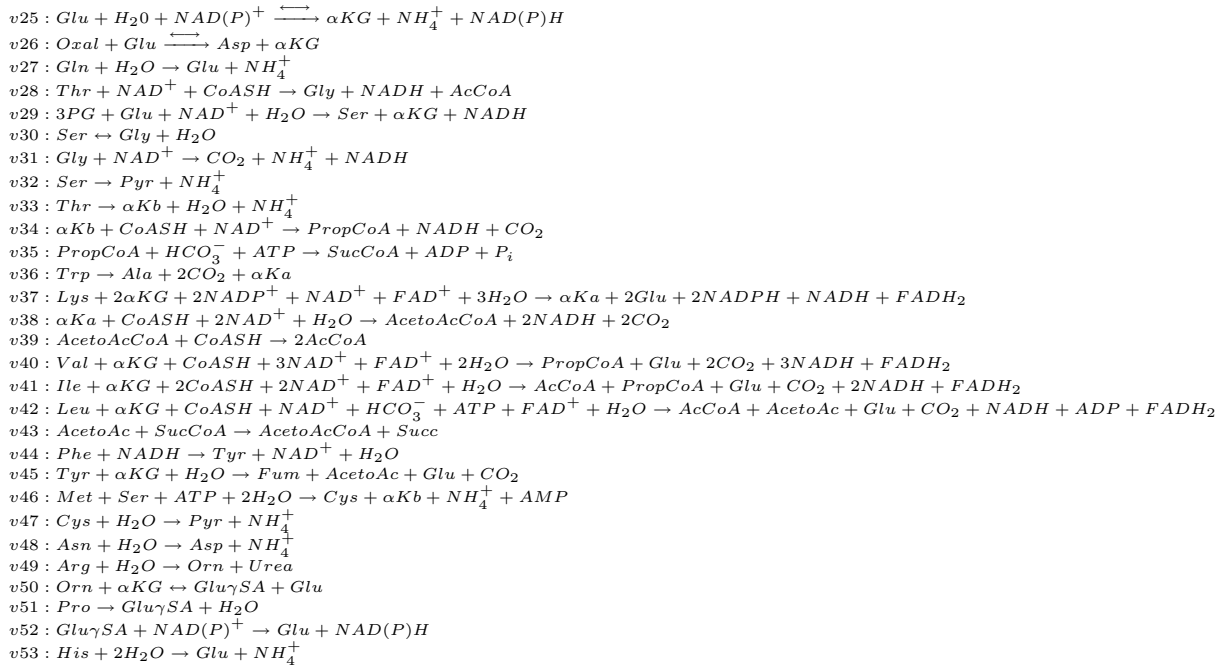 v25 : Glu + H₂0 + NAD(P)⁺ ⟷→ αKG + NH₄⁺ + NAD(P)H
v26 : Oxal + Glu ⟷→ Asp + αKG
v27 : Gln + H₂O → Glu + NH₄⁺
v28 : Thr + NAD⁺ + CoASH → Gly + NADH + AcCoA
v29 : 3PG + Glu + NAD⁺ + H₂O → Ser + αKG + NADH
v30 : Ser ↔ Gly + H₂O
v31 : Gly + NAD⁺ → CO₂ + NH₄⁺ + NADH
v32 : Ser → Pyr + NH₄⁺
v33 : Thr → αKb + H₂O + NH₄⁺
v34 : αKb + CoASH + NAD⁺ → PropCoA + NADH + CO₂
v35 : PropCoA + HCO₃⁻ + ATP → SucCoA + ADP + Pᵢ
v36 : Trp → Ala + 2CO₂ + αKa
v37 : Lys + 2αKG + 2NADP⁺ + NAD⁺ + FAD⁺ + 3H₂O → αKa + 2Glu + 2NADPH + NADH + FADH₂
v38 : αKa + CoASH + 2NAD⁺ + H₂O → AcetoAcCoA + 2NADH + 2CO₂
v39 : AcetoAcCoA + CoASH → 2AcCoA
v40 : Val + αKG + CoASH + 3NAD⁺ + FAD⁺ + 2H₂O → PropCoA + Glu + 2CO₂ + 3NADH + FADH₂
v41 : Ile + αKG + 2CoASH + 2NAD⁺ + FAD⁺ + H₂O → AcCoA + PropCoA + Glu + CO₂ + 2NADH + FADH₂
v42 : Leu + αKG + CoASH + NAD⁺ + HCO₃⁻ + ATP + FAD⁺ + H₂O → AcCoA + AcetoAc + Glu + CO₂ + NADH + ADP + FADH₂
v43 : AcetoAc + SucCoA → AcetoAcCoA + Succ
v44 : Phe + NADH → Tyr + NAD⁺ + H₂O
v45 : Tyr + αKG + H₂O → Fum + AcetoAc + Glu + CO₂
v46 : Met + Ser + ATP + 2H₂O → Cys + αKb + NH₄⁺ + AMP
v47 : Cys + H₂O → Pyr + NH₄⁺
v48 : Asn + H₂O → Asp + NH₄⁺
v49 : Arg + H₂O → Orn + Urea
v50 : Orn + αKG ↔ GluγSA + Glu
v51 : Pro → GluγSA + H₂O
v52 : GluγSA + NAD(P)⁺ → Glu + NAD(P)H
v53 : His + 2H₂O → Glu + NH₄⁺